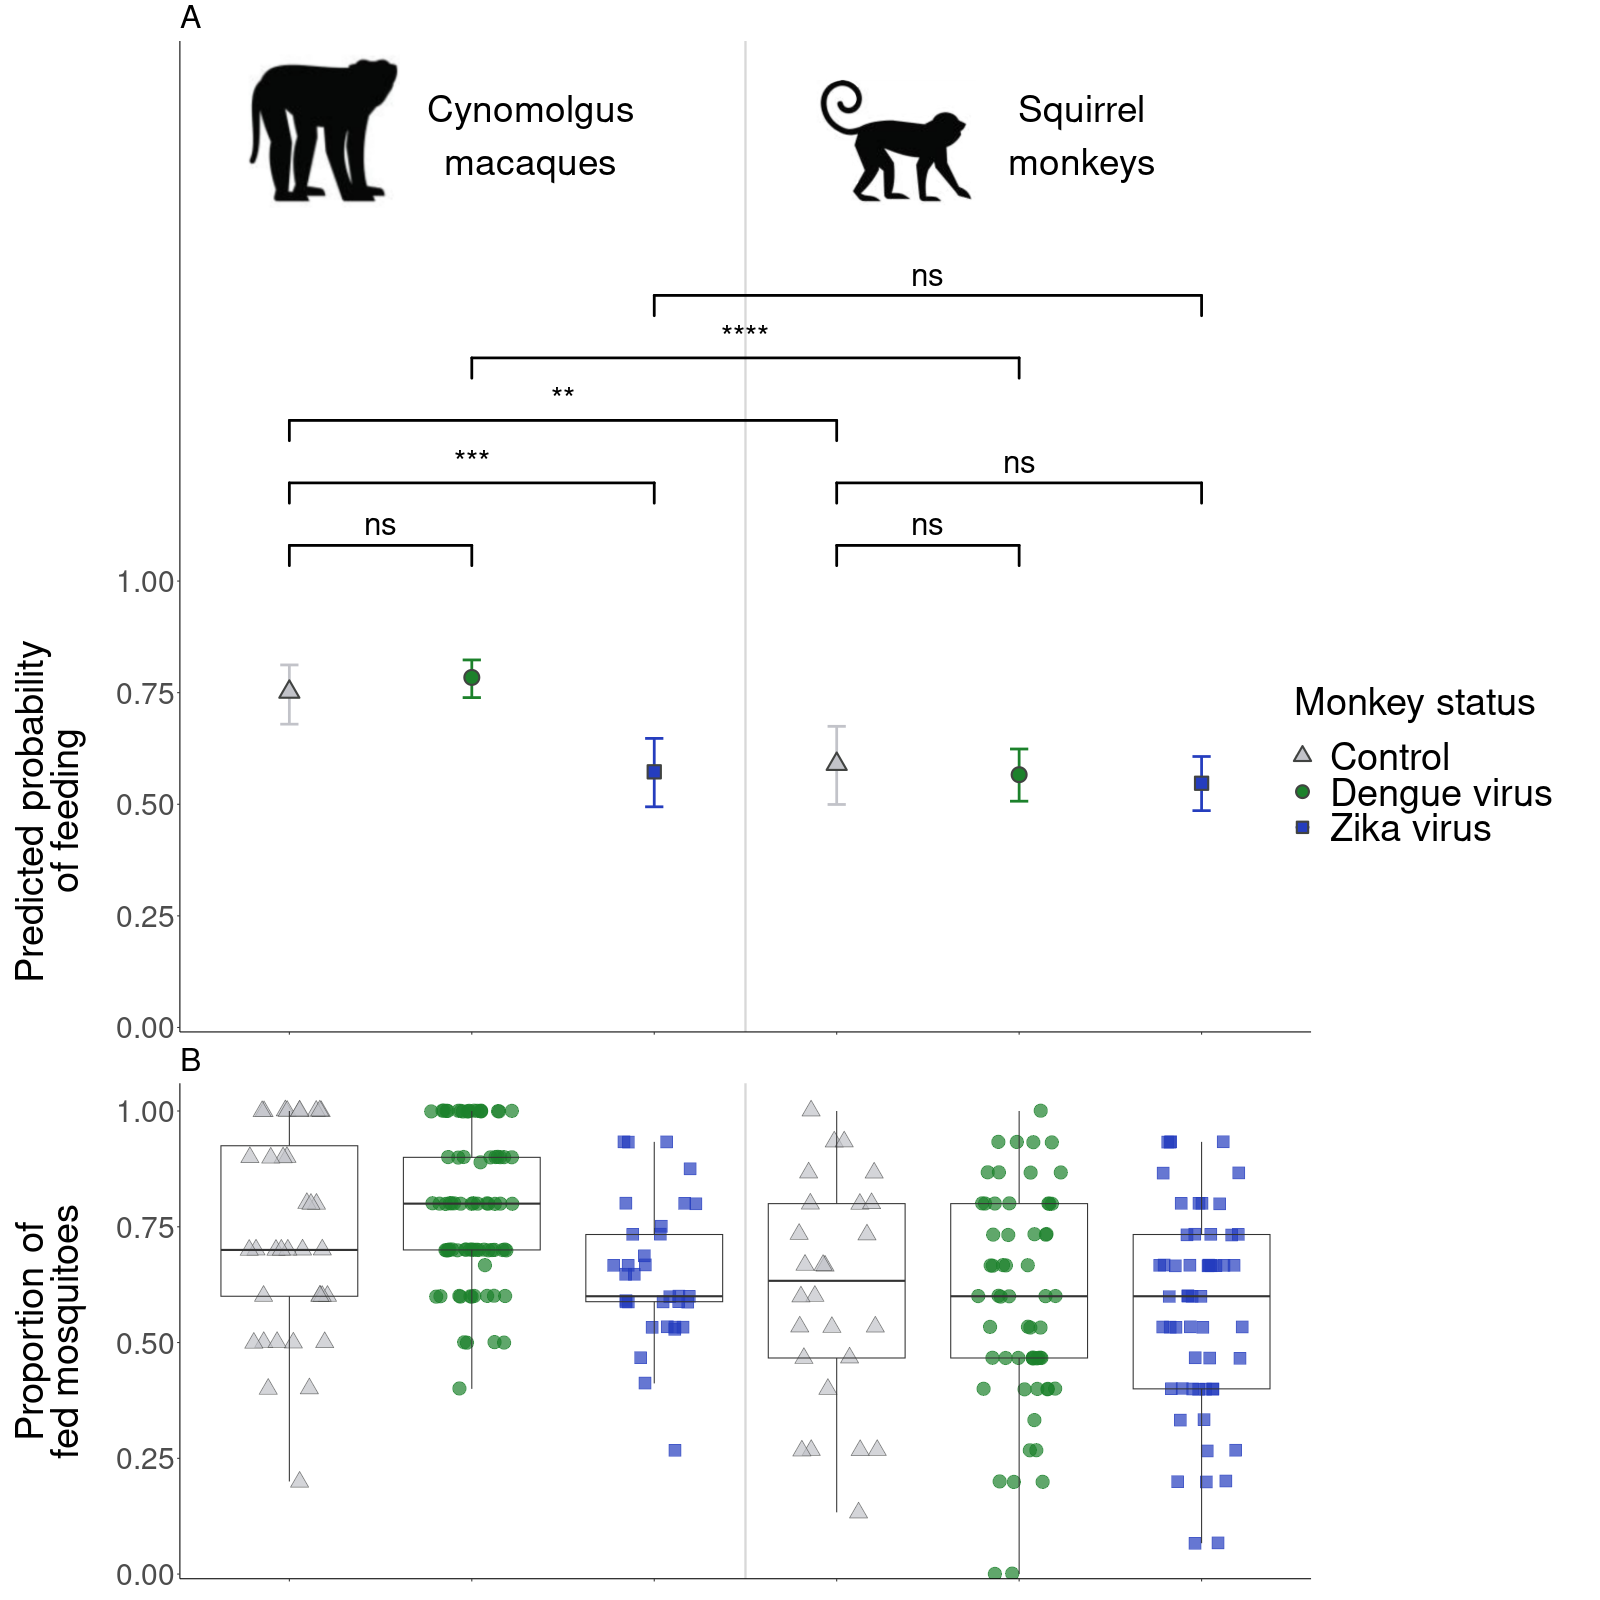 A
Cynomolgus
macaques
Squirrel
monkeys
ns
****
**
***
ns
ns
ns
1.00
0.75
0.50
0.25
0.00
Predicted probability
of feeding
Monkey status
Control
Dengue virus
Zika virus
B
1.00
0.75
0.50
0.25
0.00
Proportion of
fed mosquitoes